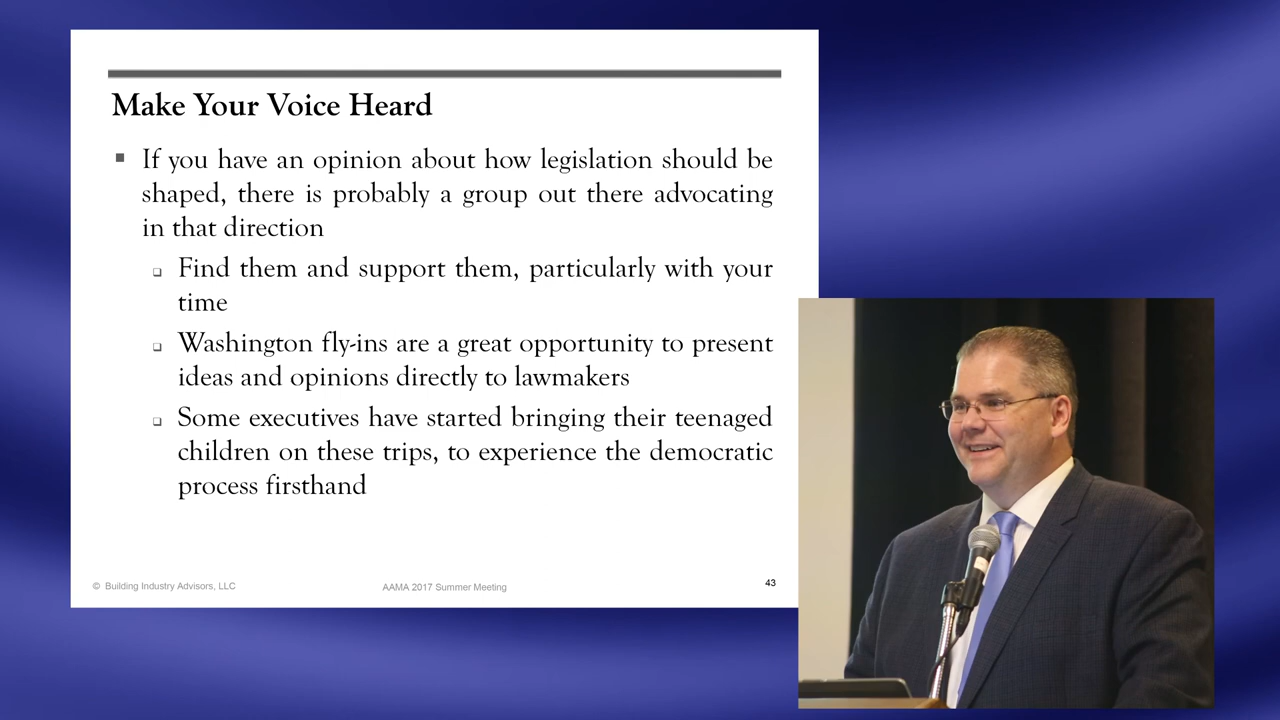 Make Your Voice Heard
▪ If you have an opinion about how legislation should be
shaped, there is probably a group out there advocating
in that direction
❑ Find them and support them, particularly with your
time
❑ Washington fly-ins are a great opportunity to present
ideas and opinions directly to lawmakers
❑ Some executives have started bringing their teenaged
children on these trips, to experience the democratic
process firsthand
© Building Industry Advisors, LLC
AAMA 2017 Summer Meeting
43